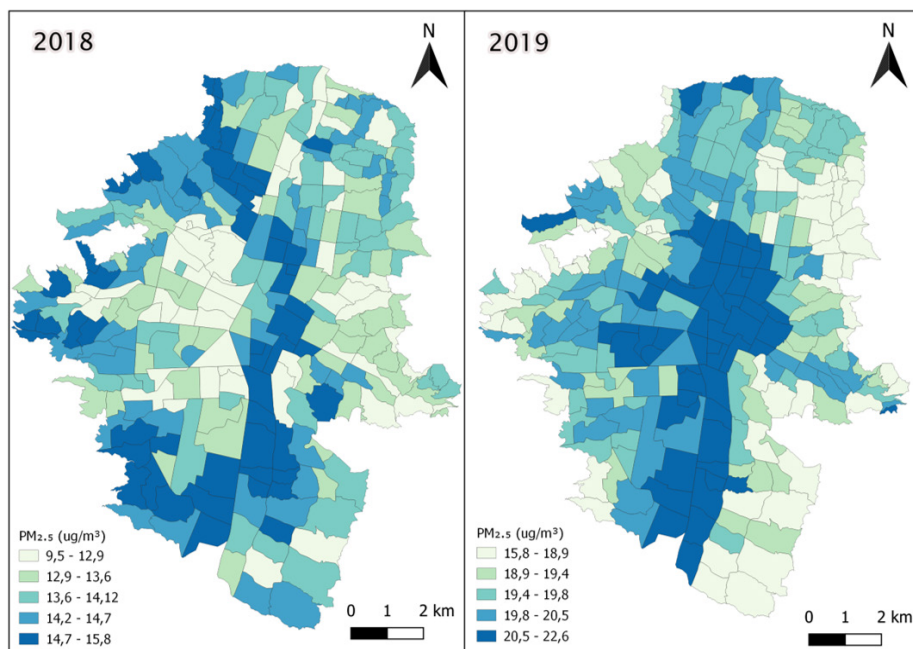 2018
N
PM₂.₅ (ug/m³)
9,5 - 12,9
12,9 - 13,6
13,6 - 14,12
14,2 - 14,7
14,7 - 15,8
0 1 2 km
2019
N
PM₂.₅ (ug/m³)
15,8 - 18,9
18,9 - 19,4
19,4 - 19,8
19,8 - 20,5
20,5 - 22,6
0 1 2 km